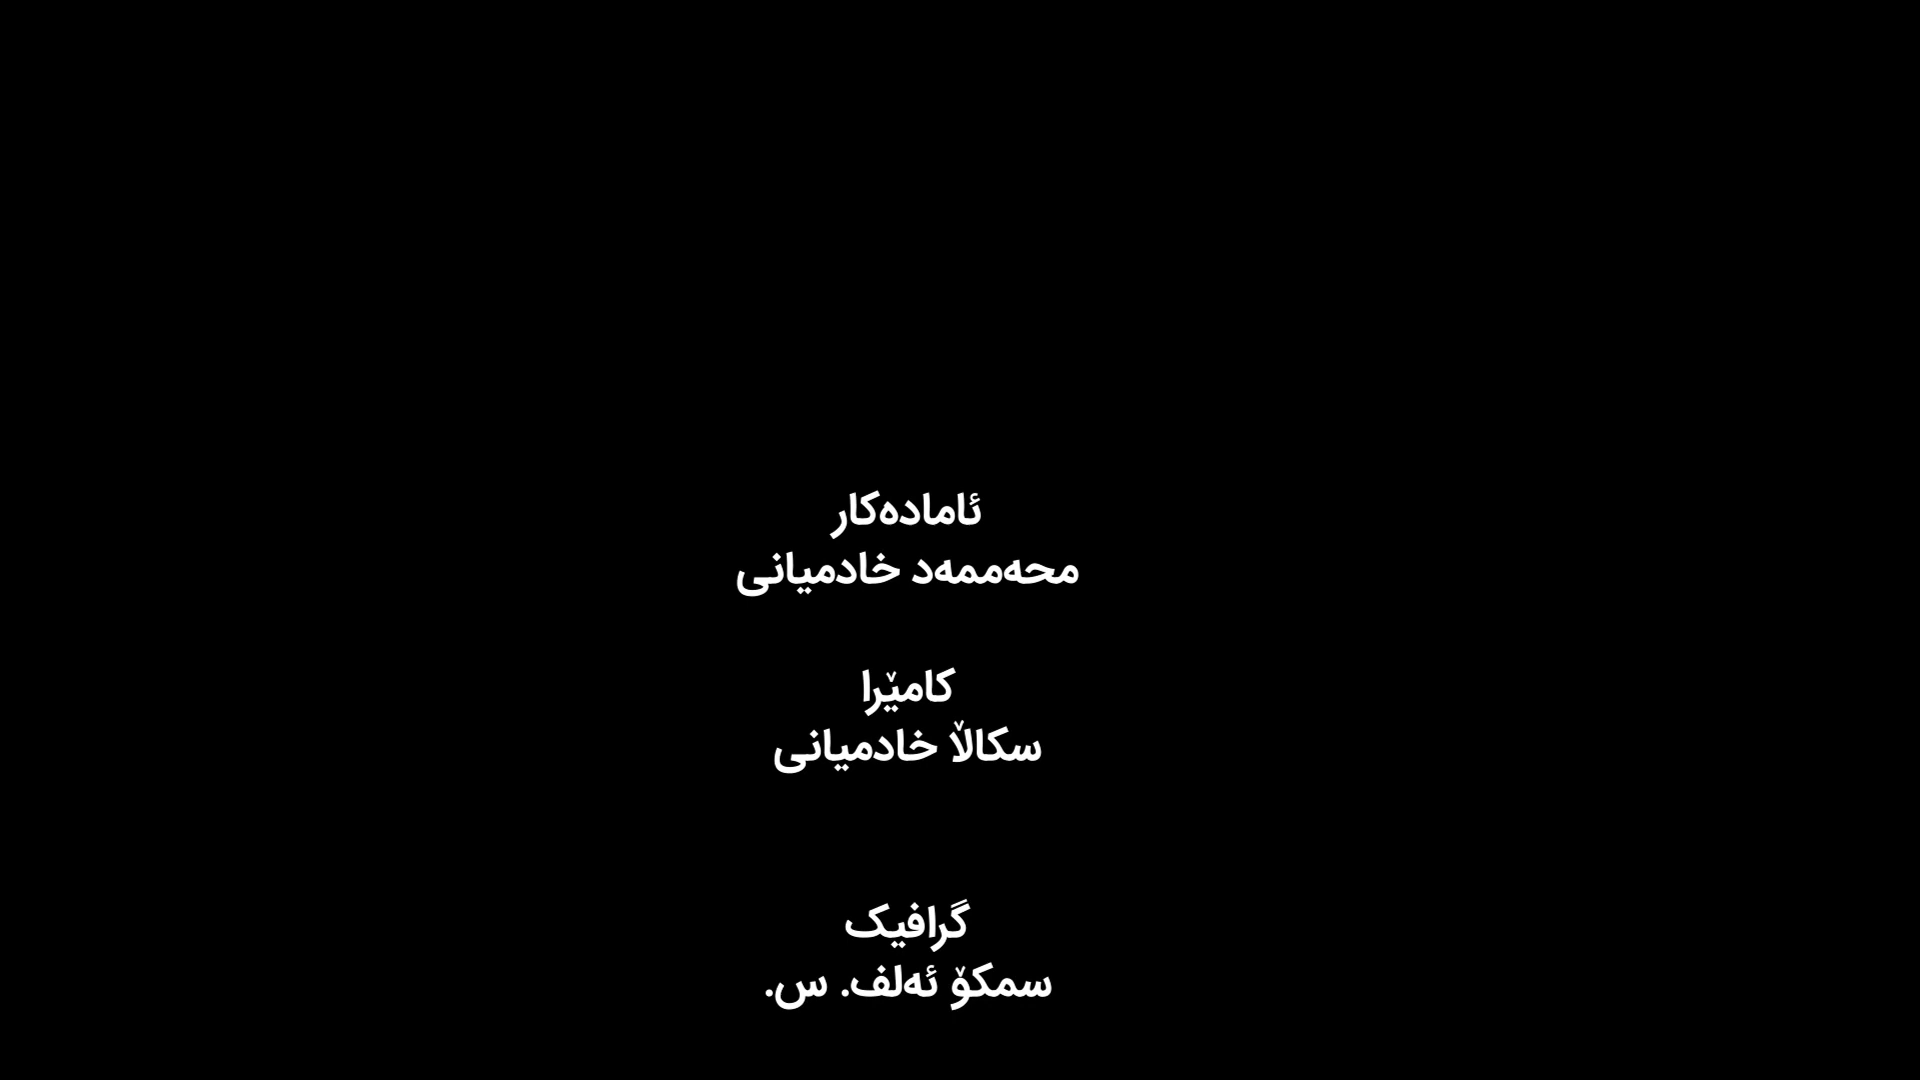 ئامادەکار
محەممەد خادمیانی
کامێرا
سکاڵا خادمیانی
گرافیک
سمکۆ ئەلف. س.